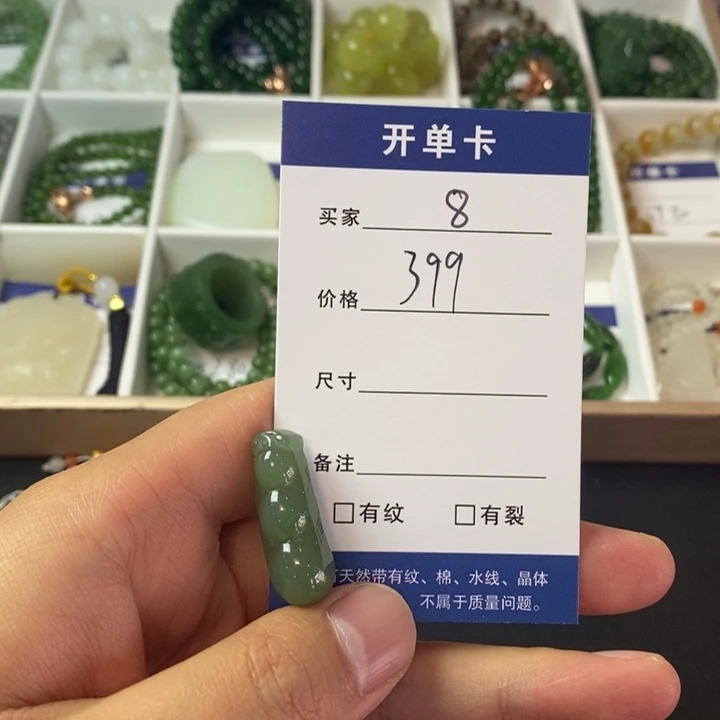 开单卡
买家 8
价格 399
尺寸
备注
有纹 有裂
天然带有纹、棉、水线、晶体
不属于质量问题。